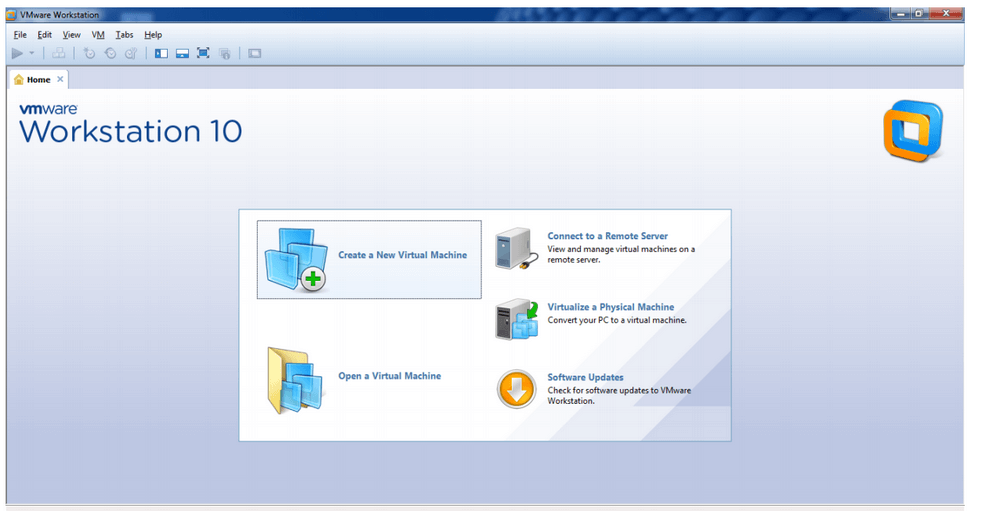 VMware Workstation
File Edit View VM Tabs Help
Home
vmware
Workstation 10
Create a New Virtual Machine
Open a Virtual Machine
Connect to a Remote Server
View and manage virtual machines on a
remote server.
Virtualize a Physical Machine
Convert your PC to a virtual machine.
Software Updates
Check for software updates to VMware
Workstation.